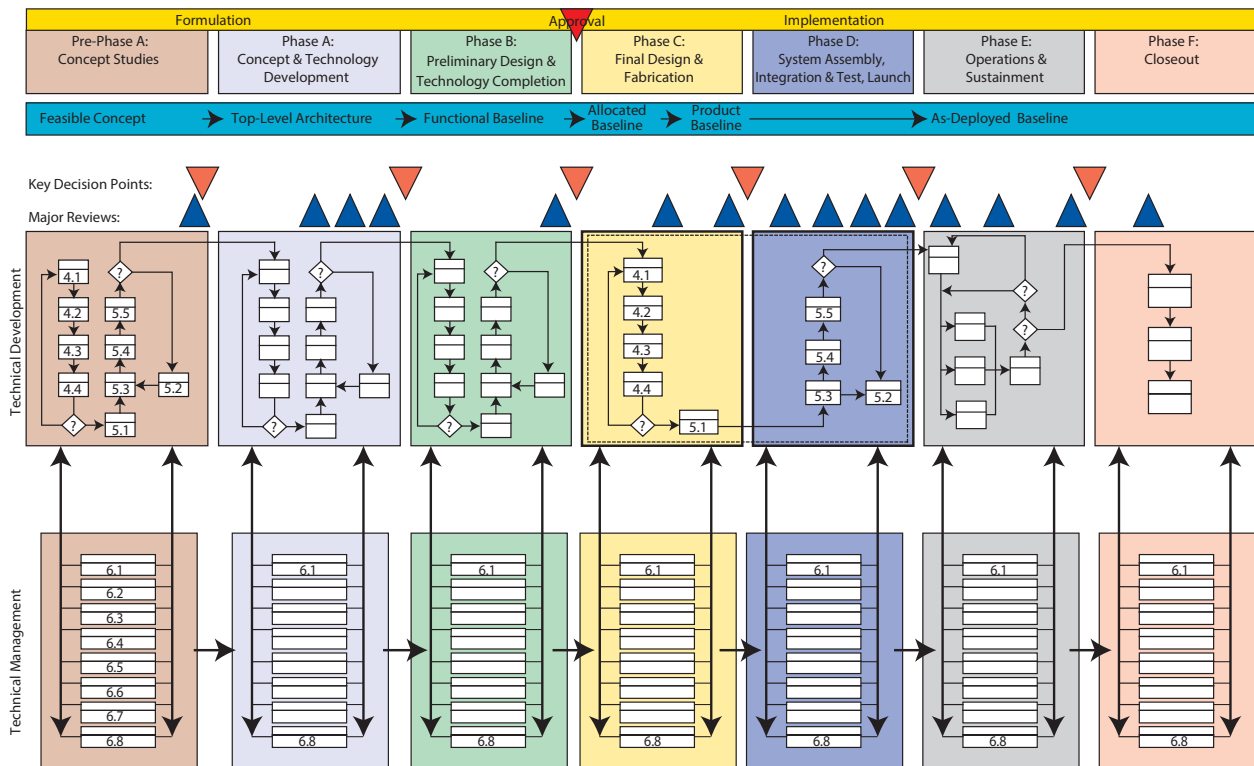 Formulation
Approval
Implementation
Pre-Phase A:
Concept Studies
Phase A:
Concept & Technology
Development
Phase B:
Preliminary Design &
Technology Completion
Phase C:
Final Design &
Fabrication
Phase D:
System Assembly,
Integration & Test, Launch
Phase E:
Operations &
Sustainment
Phase F:
Closeout
Feasible Concept
Top-Level Architecture
Functional Baseline
Allocated
Baseline
Product
Baseline
As-Deployed Baseline
Key Decision Points:
Major Reviews:
Technical Development
4.1
4.2
4.3
4.4
?
?
5.5
5.4
5.3
5.2
5.1
?
?
?
?
4.1
4.2
4.3
4.4
?
5.1
?
5.5
5.4
5.3
5.2
?
?
Technical Management
6.1
6.2
6.3
6.4
6.5
6.6
6.7
6.8
6.1
6.8
6.1
6.8
6.1
6.8
6.1
6.8
6.1
6.8
6.1
6.8